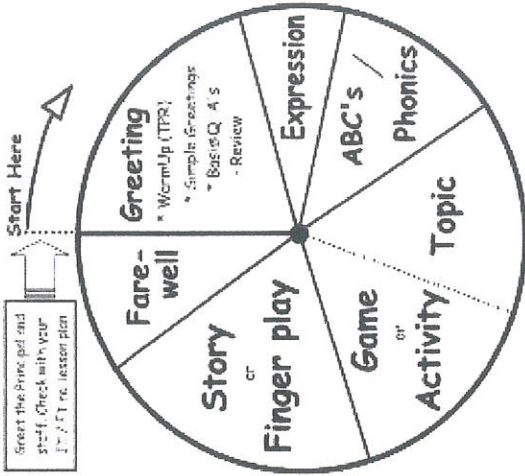 Greet the Principal and
staff. Check with your
lesson plan
Start Here
Greeting
* WarmUp (TPR)
* Simple Greetings
* Basic Q A's
- Review
Expression
ABC's /
Phonics
Topic
Game
or
Activity
Story
or
Finger play
Fare-
well